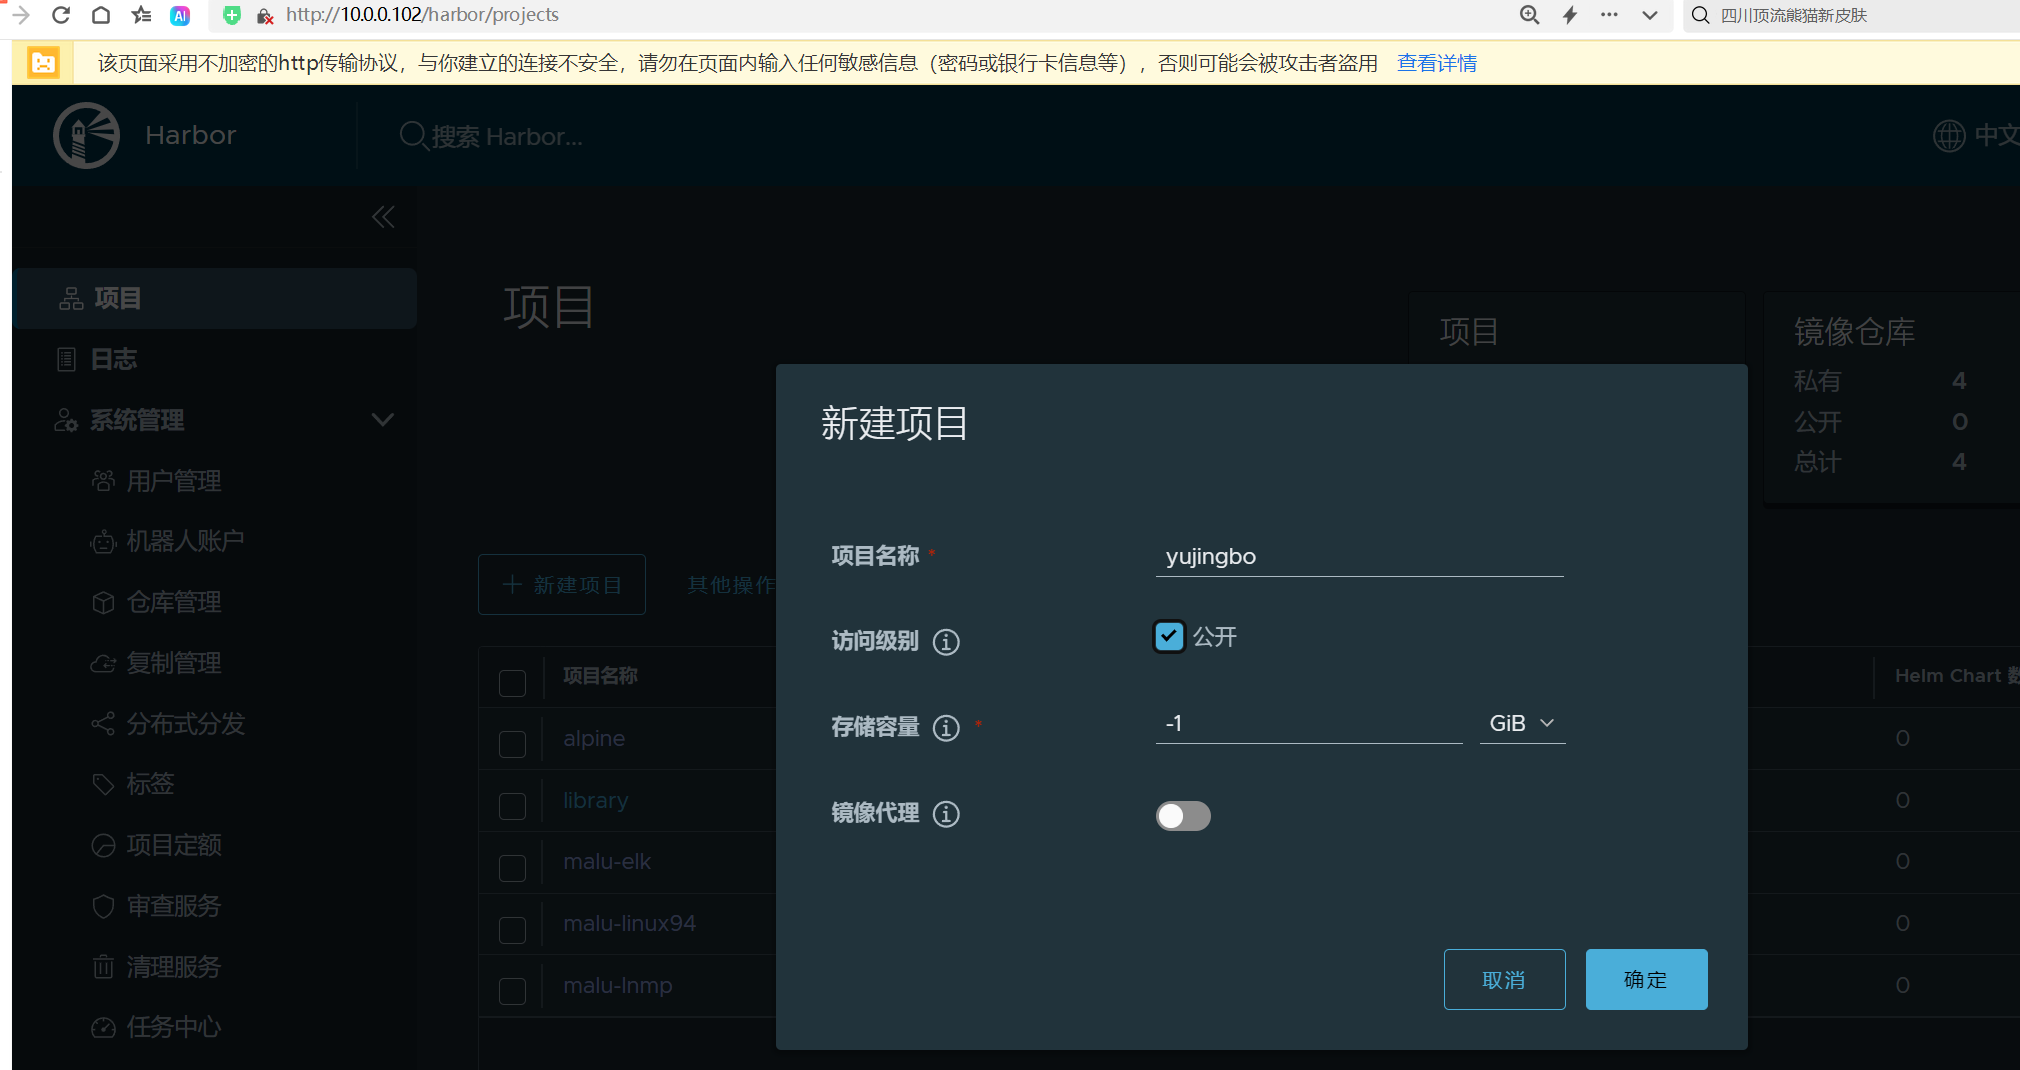 AI
http://10.0.0.102/harbor/projects
四川顶流熊猫新皮肤
该页面采用不加密的http传输协议，与你建立的连接不安全，请勿在页面内输入任何敏感信息（密码或银行卡信息等），否则可能会被攻击者盗用 查看详情
Harbor
搜索 Harbor...
中文
项目
日志
系统管理
用户管理
机器人账户
仓库管理
复制管理
分布式分发
标签
项目定额
审查服务
清理服务
任务中心
项目
项目
镜像仓库
私有 4
公开 0
总计 4
新建项目
其他操作
项目名称
Helm Chart
alpine 0
library 0
malu-elk 0
malu-linux94 0
malu-lnmp 0
新建项目
项目名称 *
yujingbo
访问级别
公开
存储容量 *
-1
GiB
镜像代理
取消
确定